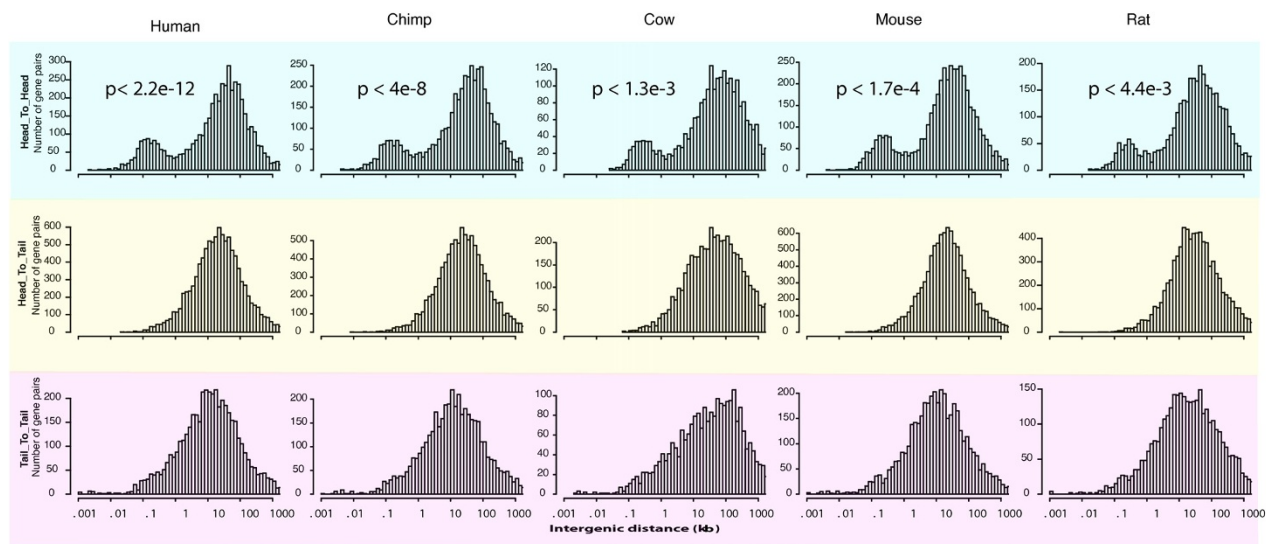 Human Chimp Cow Mouse Rat
Head_To_Head
Number of gene pairs
300 250 200 150 100 50 0
p< 2.2e-12
250 200 150 100 50 0
p < 4e-8
120 100 80 60 40 20 0
p < 1.3e-3
250 200 150 100 50 0
p < 1.7e-4
200 150 100 50 0
p < 4.4e-3
Head_To_Tail
Number of gene pairs
600 500 400 300 200 100 0
500 400 300 200 100 0
200 150 100 50 0
600 500 400 300 200 100 0
400 300 200 100 0
Tail_To_Tail
Number of gene pairs
200 150 100 50 0
200 150 100 50 0
100 80 60 40 20 0
200 150 100 50 0
150 100 50 0
.001 .01 .1 1 10 100 1000 .001 .01 .1 1 10 100 1000 .001 .01 .1 1 10 100 1000 .001 .01 .1 1 10 100 1000 .001 .01 .1 1 10 100 1000
Intergenic distance (kb)